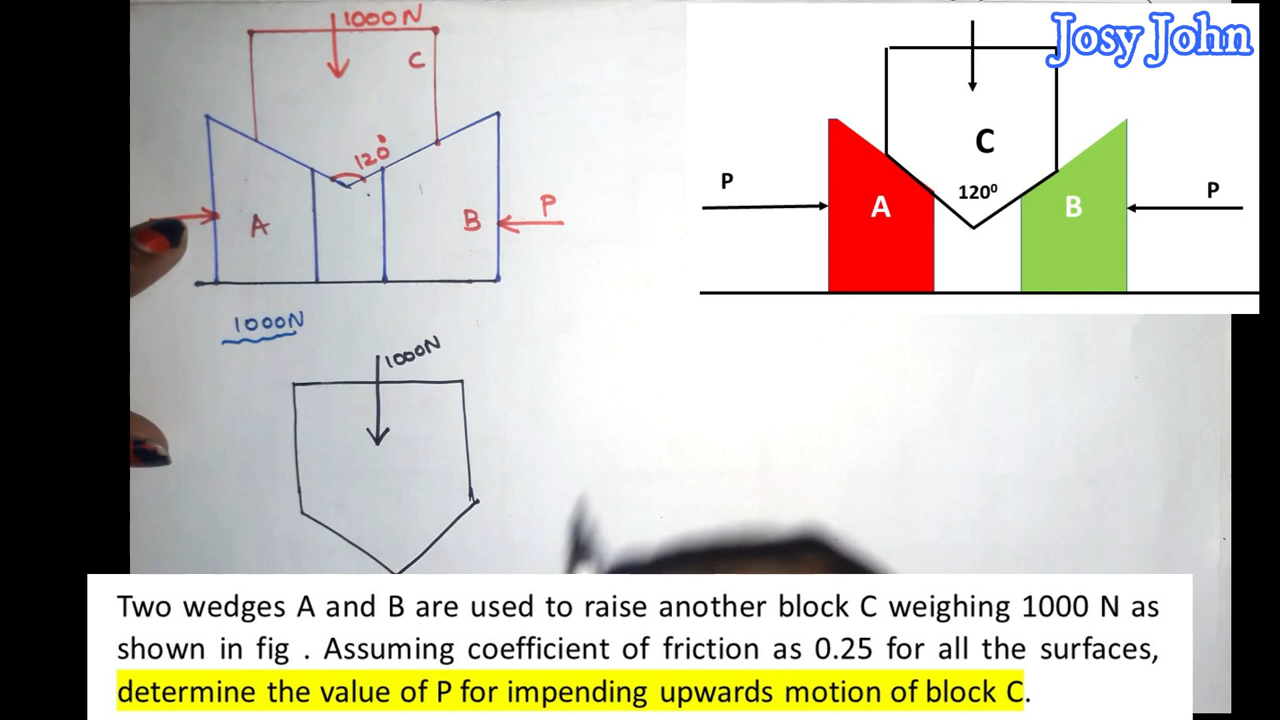 1000N
C
120°
A
B
P
1000N
1000N
Josy John
C
P
120⁰
P
A
B
Two wedges A and B are used to raise another block C weighing 1000 N as
shown in fig . Assuming coefficient of friction as 0.25 for all the surfaces,
determine the value of P for impending upwards motion of block C.